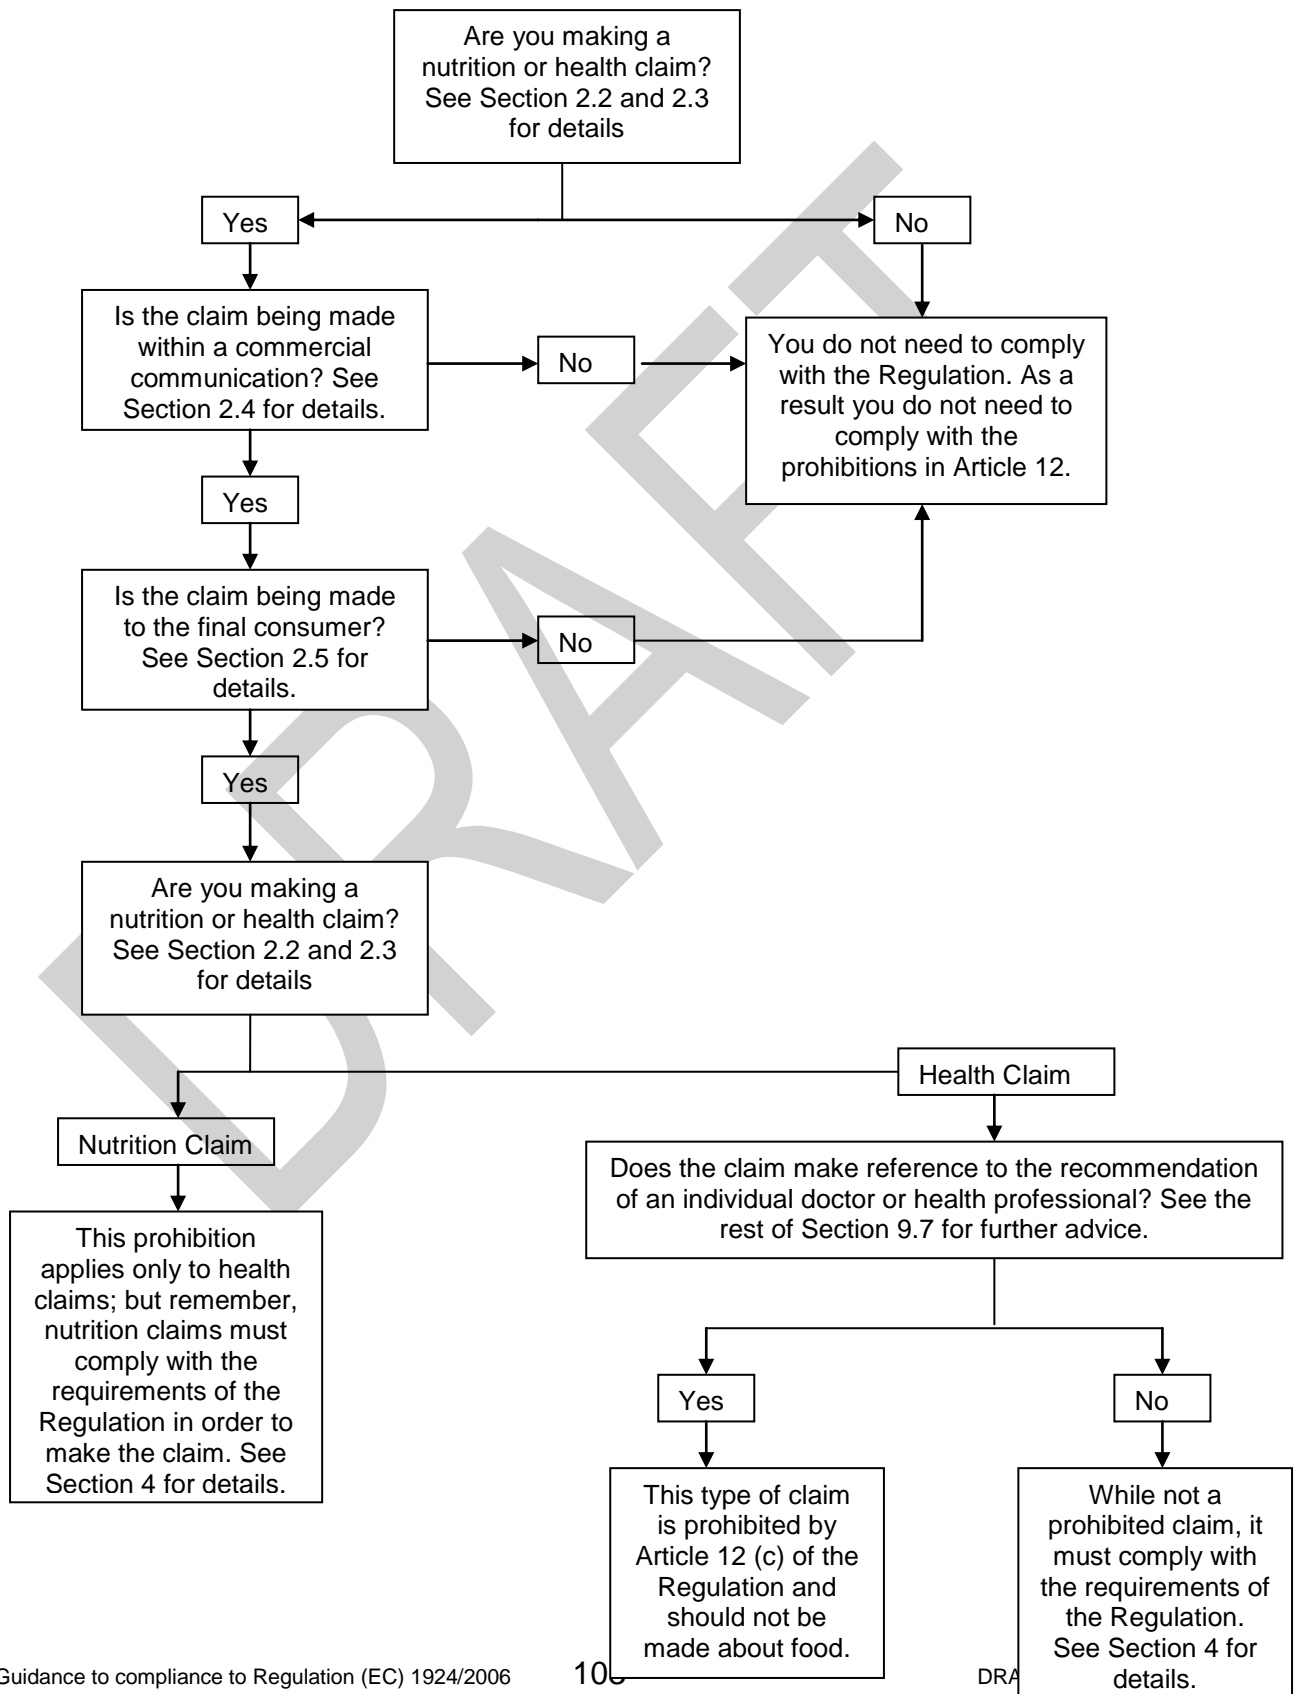 Are you making a
nutrition or health claim?
See Section 2.2 and 2.3
for details
Yes
No
Is the claim being made
within a commercial
communication? See
Section 2.4 for details.
No
You do not need to comply
with the Regulation. As a
result you do not need to
comply with the
prohibitions in Article 12.
Yes
Is the claim being made
to the final consumer?
See Section 2.5 for
details.
No
Yes
Are you making a
nutrition or health claim?
See Section 2.2 and 2.3
for details
Health Claim
Nutrition Claim
Does the claim make reference to the recommendation
of an individual doctor or health professional? See the
rest of Section 9.7 for further advice.
This prohibition
applies only to health
claims; but remember,
nutrition claims must
comply with the
requirements of the
Regulation in order to
make the claim. See
Section 4 for details.
Yes
No
This type of claim
is prohibited by
Article 12 (c) of the
Regulation and
should not be
made about food.
While not a
prohibited claim, it
must comply with
the requirements of
the Regulation.
See Section 4 for
details.
DRAFT
Guidance to compliance to Regulation (EC) 1924/2006